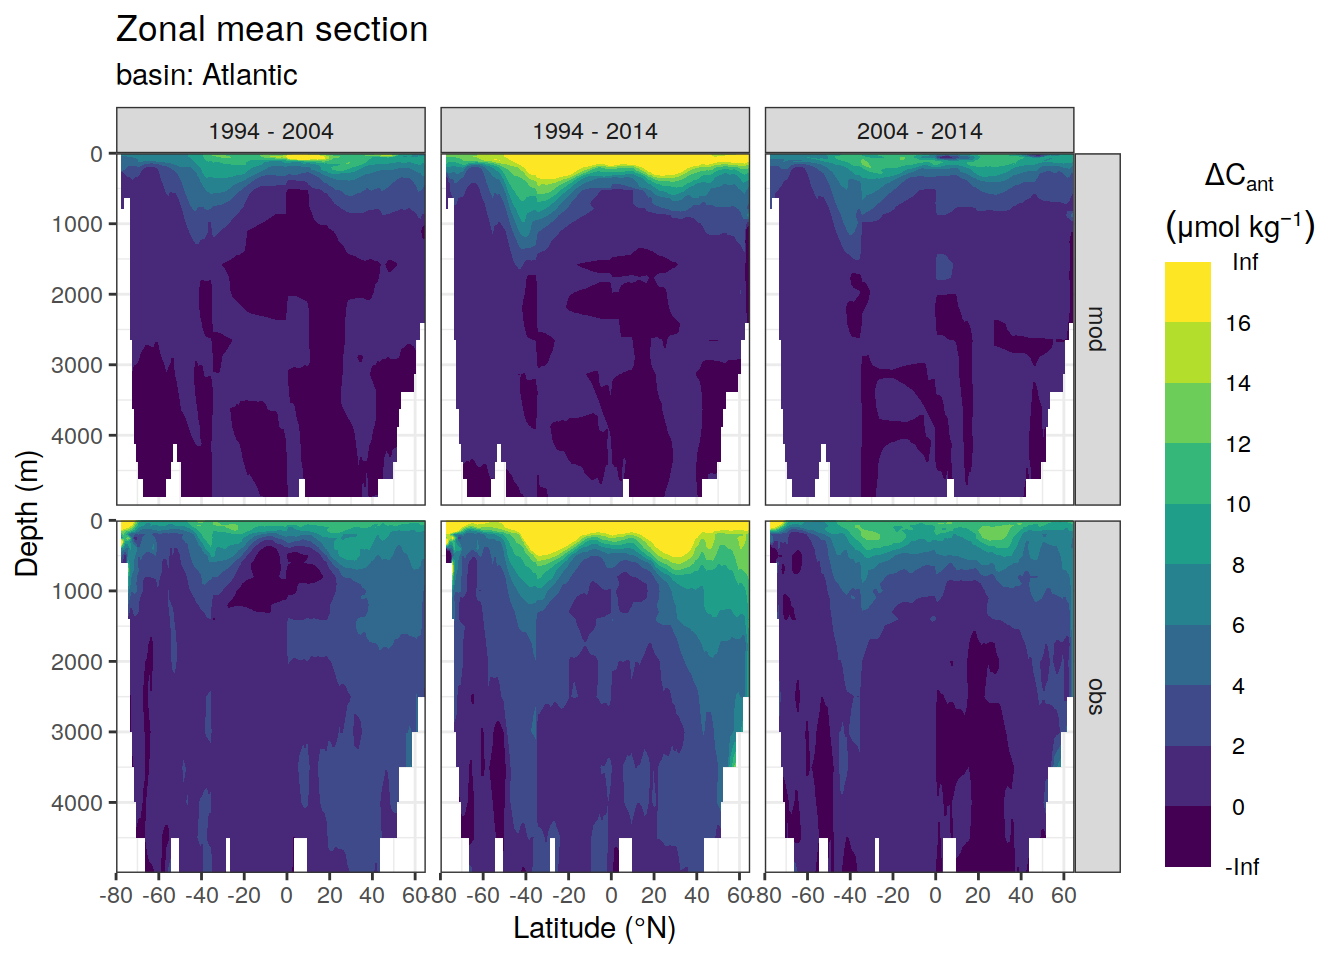 Zonal mean section
basin: Atlantic
1994 - 2004
1994 - 2014
2004 - 2014
0
1000
2000
3000
4000
mod
0
1000
2000
3000
4000
obs
-80 -60 -40 -20 0 20 40 60
-80 -60 -40 -20 0 20 40 60
-80 -60 -40 -20 0 20 40 60
Depth (m)
Latitude (°N)
ΔCant
(μmol kg⁻¹)
Inf
16
14
12
10
8
6
4
2
0
-Inf